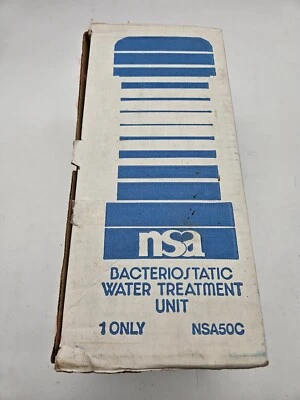 nsa
BACTERIOSTATIC
WATER TREATMENT
UNIT
1 ONLY NSA50C